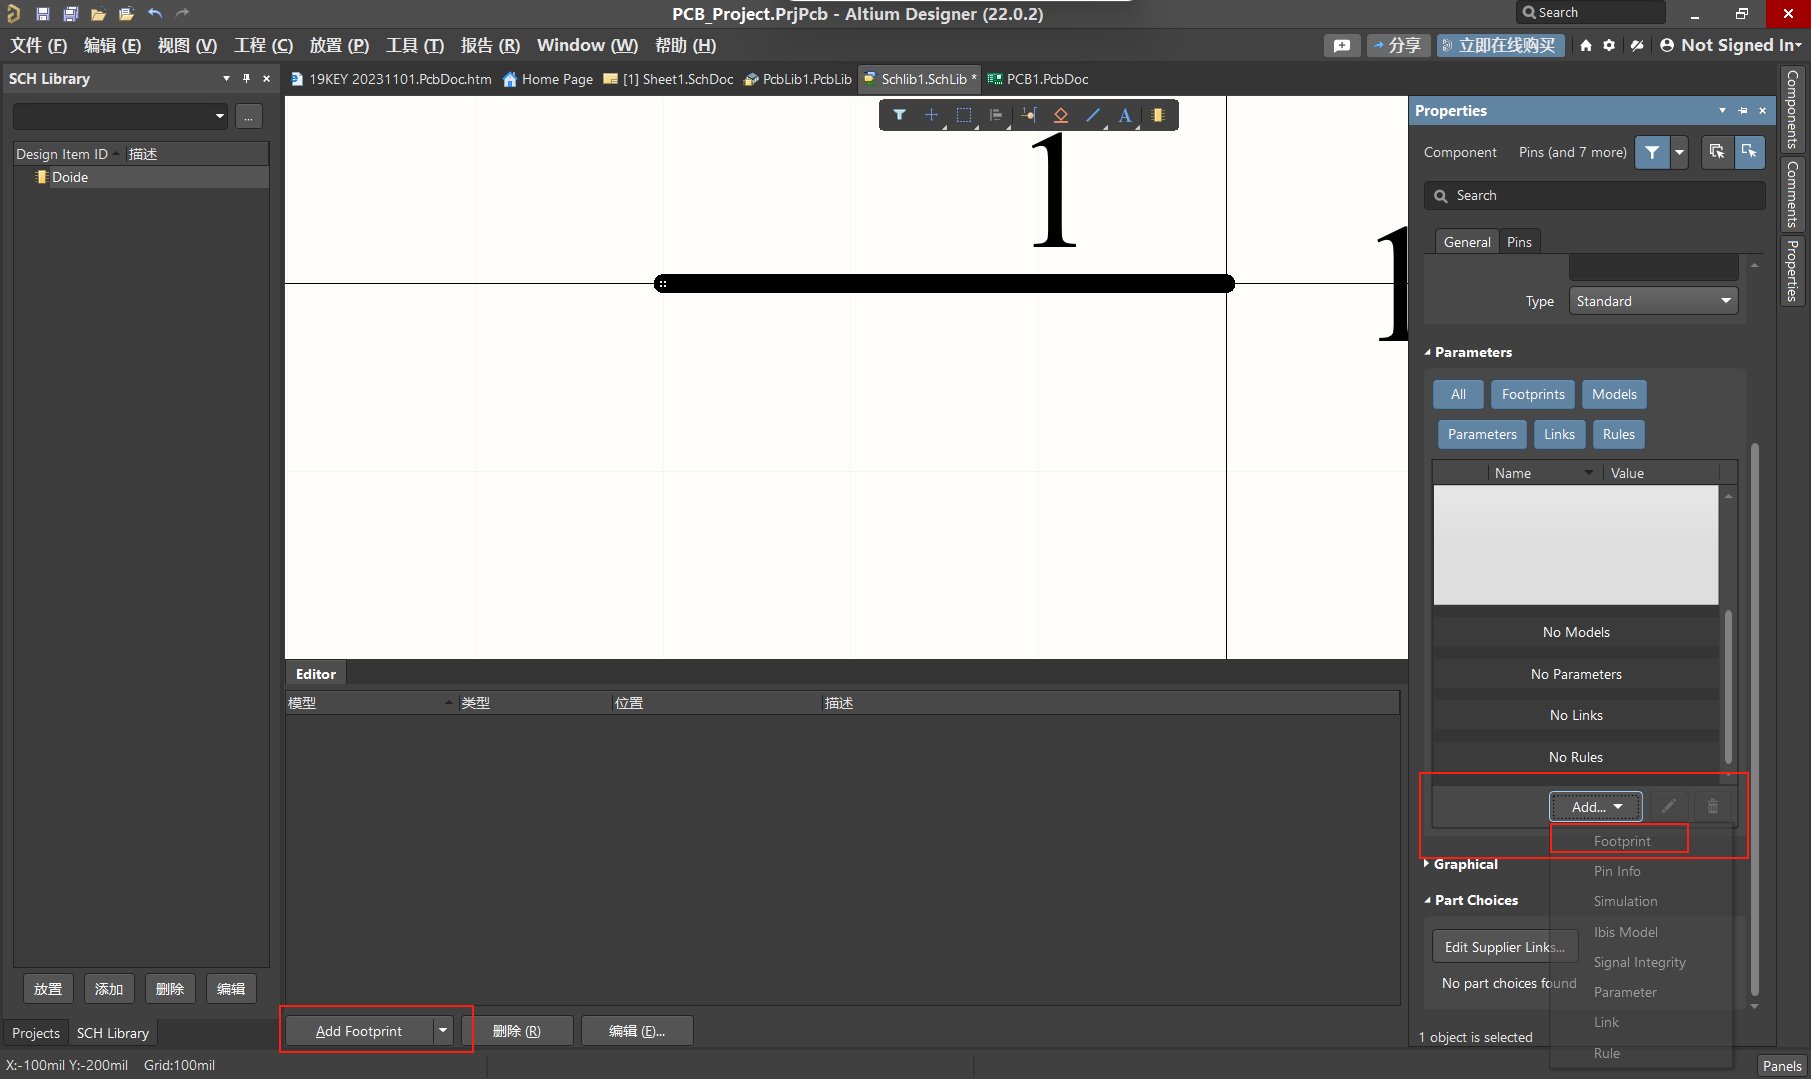 PCB_Project.PrjPcb - Altium Designer (22.0.2)
Search
文件 (F) 编辑 (E) 视图 (V) 工程 (C) 放置 (P) 工具 (T) 报告 (R) Window (W) 帮助 (H)
分享
立即在线购买
Not Signed In
SCH Library
19KEY 20231101.PcbDoc.htm
Home Page
[1] Sheet1.SchDoc
PcbLib1.PcbLib
Schlib1.SchLib *
PCB1.PcbDoc
...
Design Item ID 描述
Doide
放置 添加 删除 编辑
Projects SCH Library
X:-100mil Y:-200mil Grid:100mil
A
1
1
Editor
模型 类型 位置 描述
Add Footprint
删除 (R)
编辑 (E)...
Properties
Component Pins (and 7 more)
Search
General Pins
Type Standard
Parameters
All Footprints Models
Parameters Links Rules
Name Value
No Models
No Parameters
No Links
No Rules
Add...
Footprint
Pin Info
Simulation
Ibis Model
Signal Integrity
Parameter
Link
Rule
Graphical
Part Choices
Edit Supplier Links...
No part choices found
1 object is selected
Components
Comments
Properties
Panels